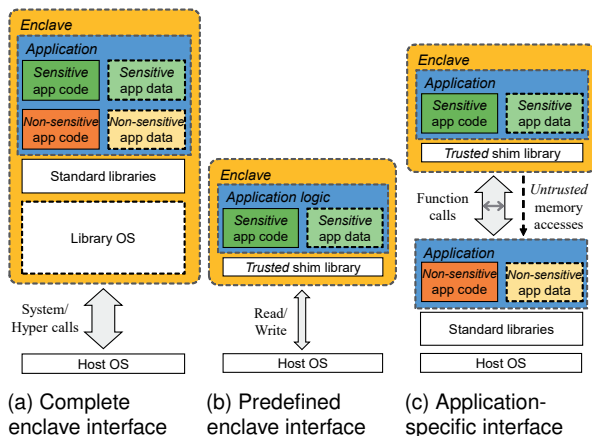 Enclave
Application
Sensitive
app code
Sensitive
app data
Non-sensitive
app code
Non-sensitive
app data
Standard libraries
Library OS
System/
Hyper calls
Host OS
(a) Complete
enclave interface
Enclave
Application logic
Sensitive
app code
Sensitive
app data
Trusted shim library
Read/
Write
Host OS
(b) Predefined
enclave interface
Enclave
Application
Sensitive
app code
Sensitive
app data
Trusted shim library
Function
calls
Untrusted
memory
accesses
Application
Non-sensitive
app code
Non-sensitive
app data
Standard libraries
Host OS
(c) Application-
specific interface